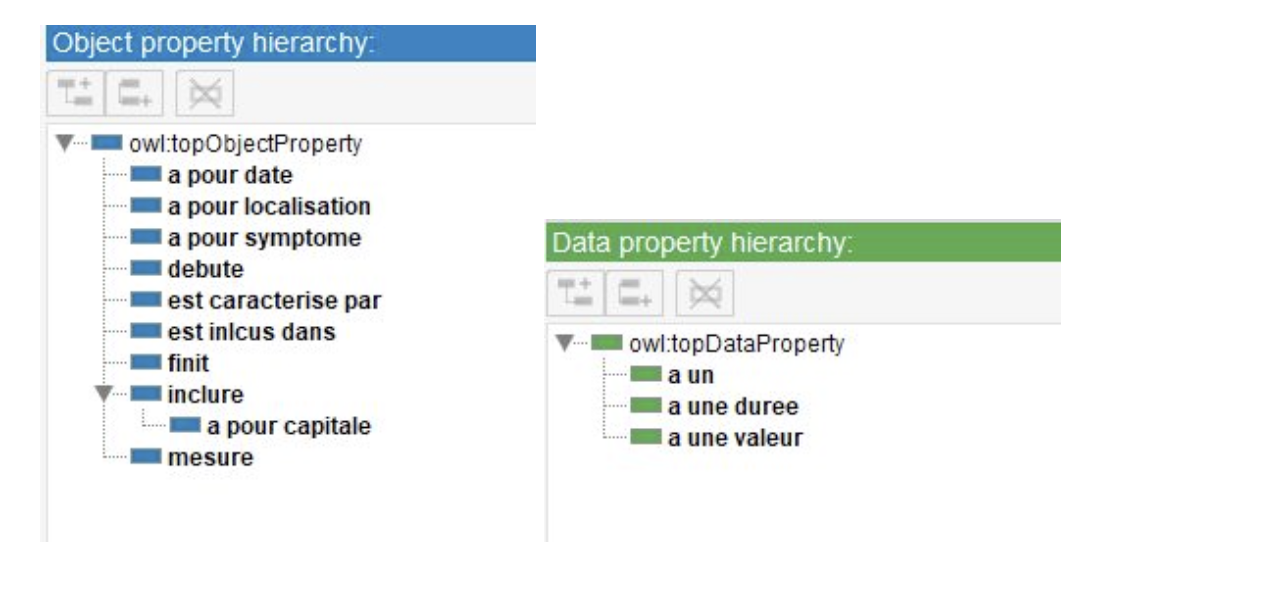 Object property hierarchy:
owl:topObjectProperty
a pour date
a pour localisation
a pour symptome
debute
est caracterise par
est inlcus dans
finit
inclure
a pour capitale
mesure
Data property hierarchy:
owl:topDataProperty
a un
a une duree
a une valeur